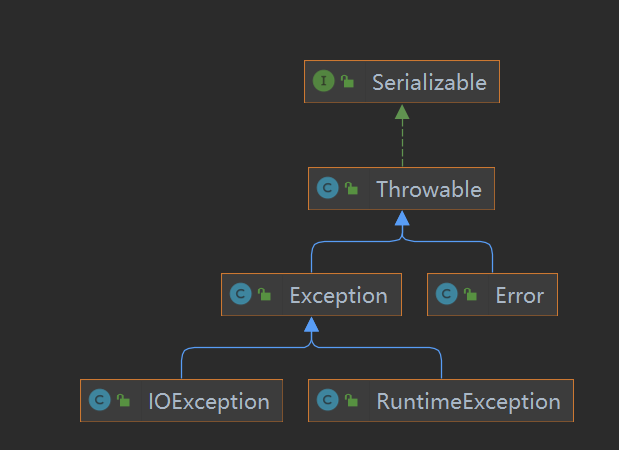 I Serializable
C Throwable
C Exception
C Error
C IOException
C RuntimeException